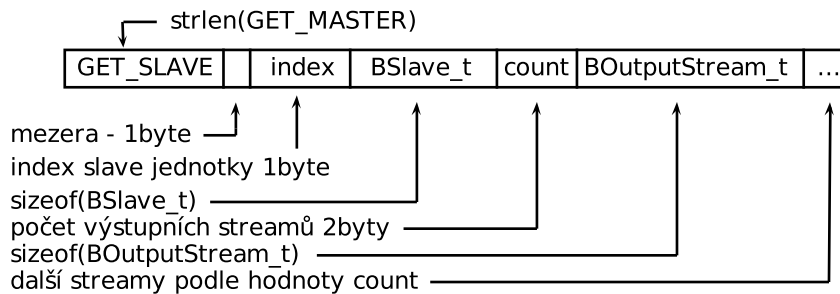 strlen(GET_MASTER)
GET_SLAVE index BSlave_t count BOutputStream_t ...
mezera - 1byte
index slave jednotky 1byte
sizeof(BSlave_t)
počet výstupních streamů 2byty
sizeof(BOutputStream_t)
další streamy podle hodnoty count